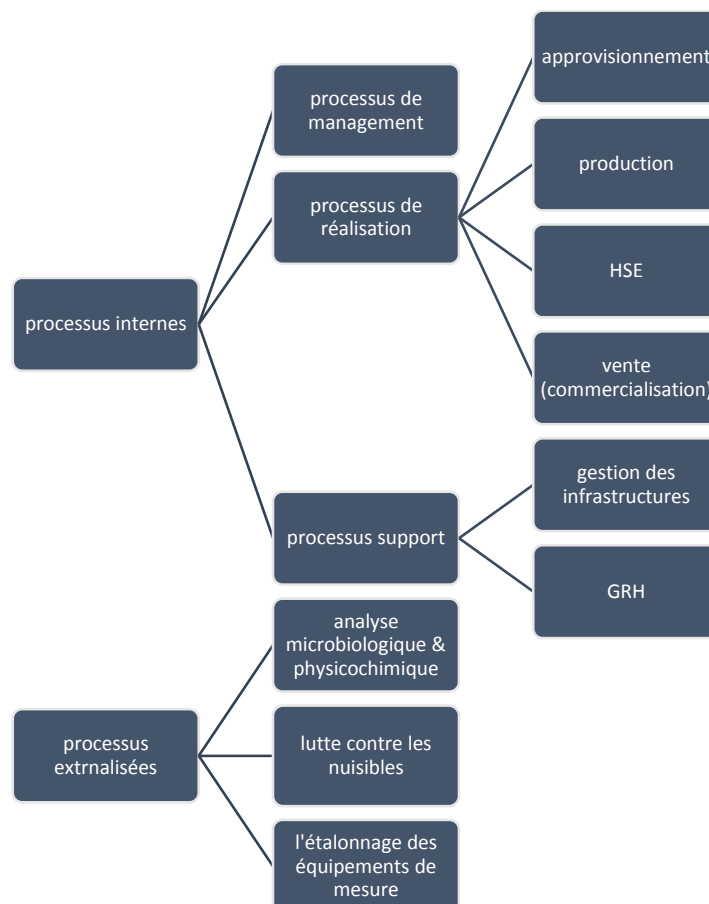 processus internes
processus de
management
processus de
réalisation
approvisionnement
production
HSE
vente
(commercialisation)
processus support
gestion des
infrastructures
GRH
processus
extrnalisées
analyse
microbiologique &
physicochimique
lutte contre les
nuisibles
l'étalonnage des
équipements de
mesure